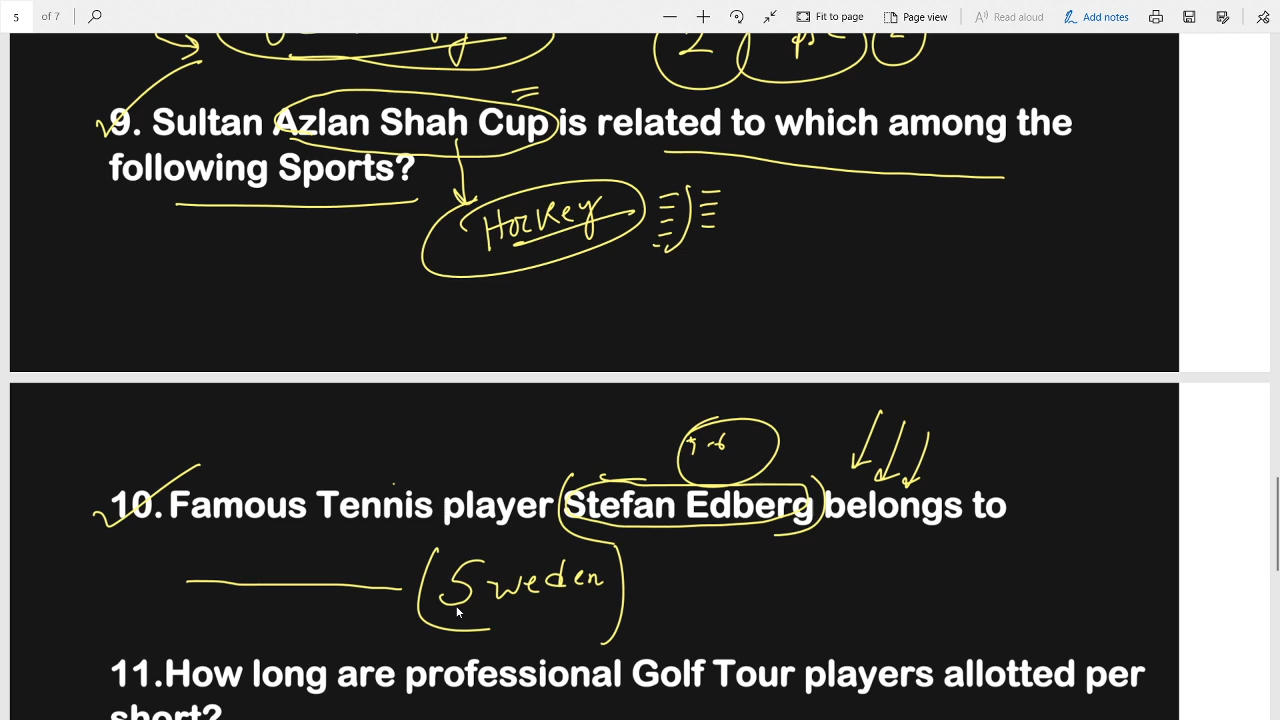 5 of 7 Fit to page Page view Read aloud Add notes
9. Sultan Azlan Shah Cup is related to which among the
following Sports?
Hockey
10. Famous Tennis player Stefan Edberg belongs to
Sweden
11.How long are professional Golf Tour players allotted per
short?